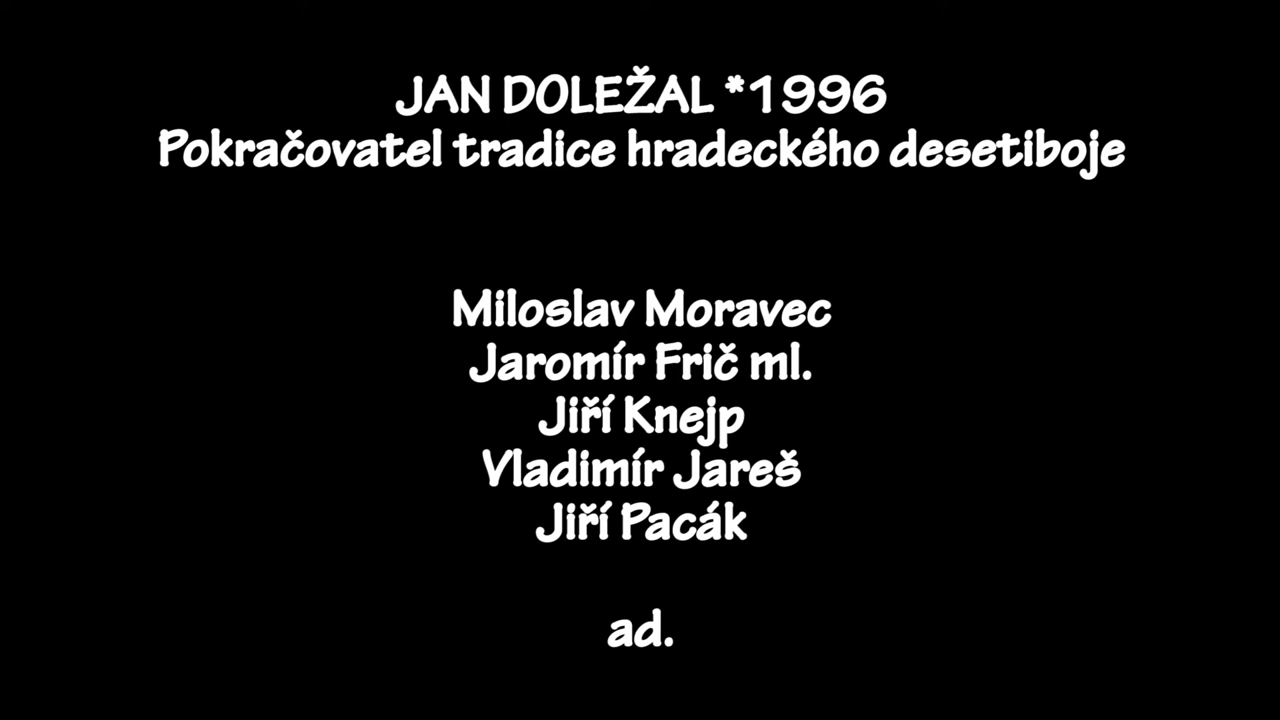 JAN DOLEŽAL *1996
Pokračovatel tradice hradeckého desetiboje
Miloslav Moravec
Jaromír Frič ml.
Jiří Knejp
Vladimír Jareš
Jiří Pacák
ad.